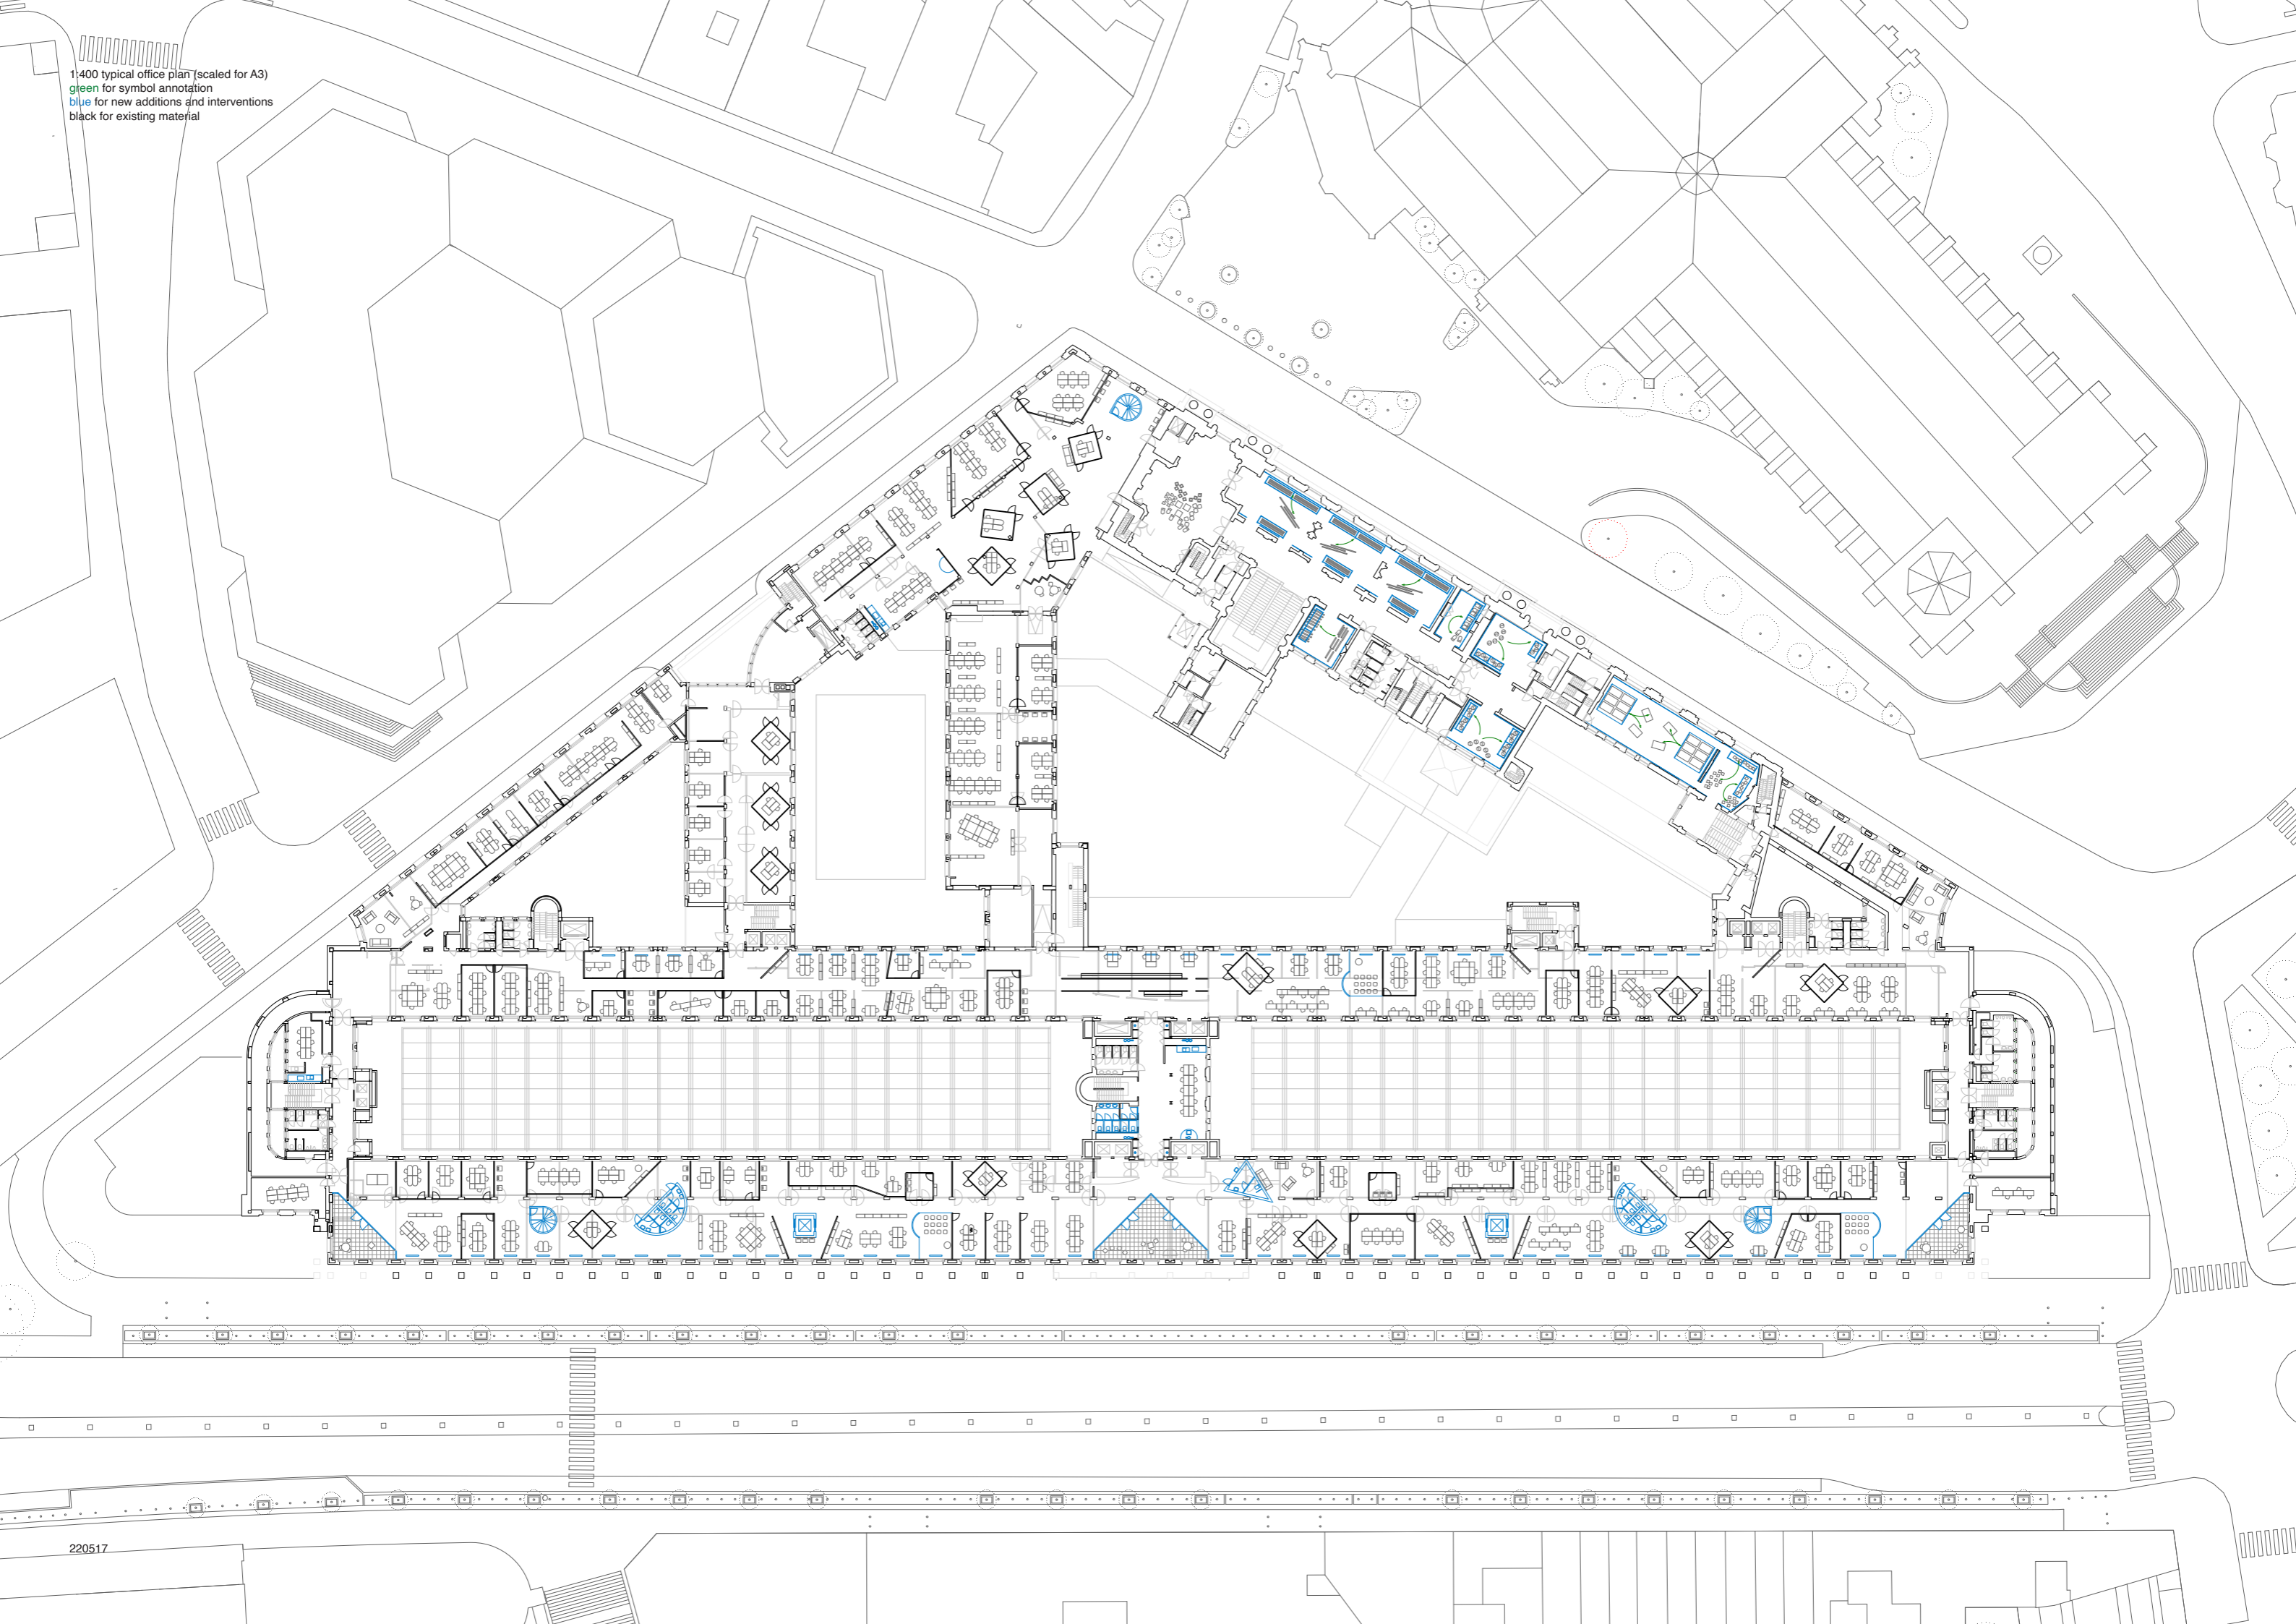 1:400 typical office plan (scaled for A3)
green for symbol annotation
blue for new additions and interventions
black for existing material
220517